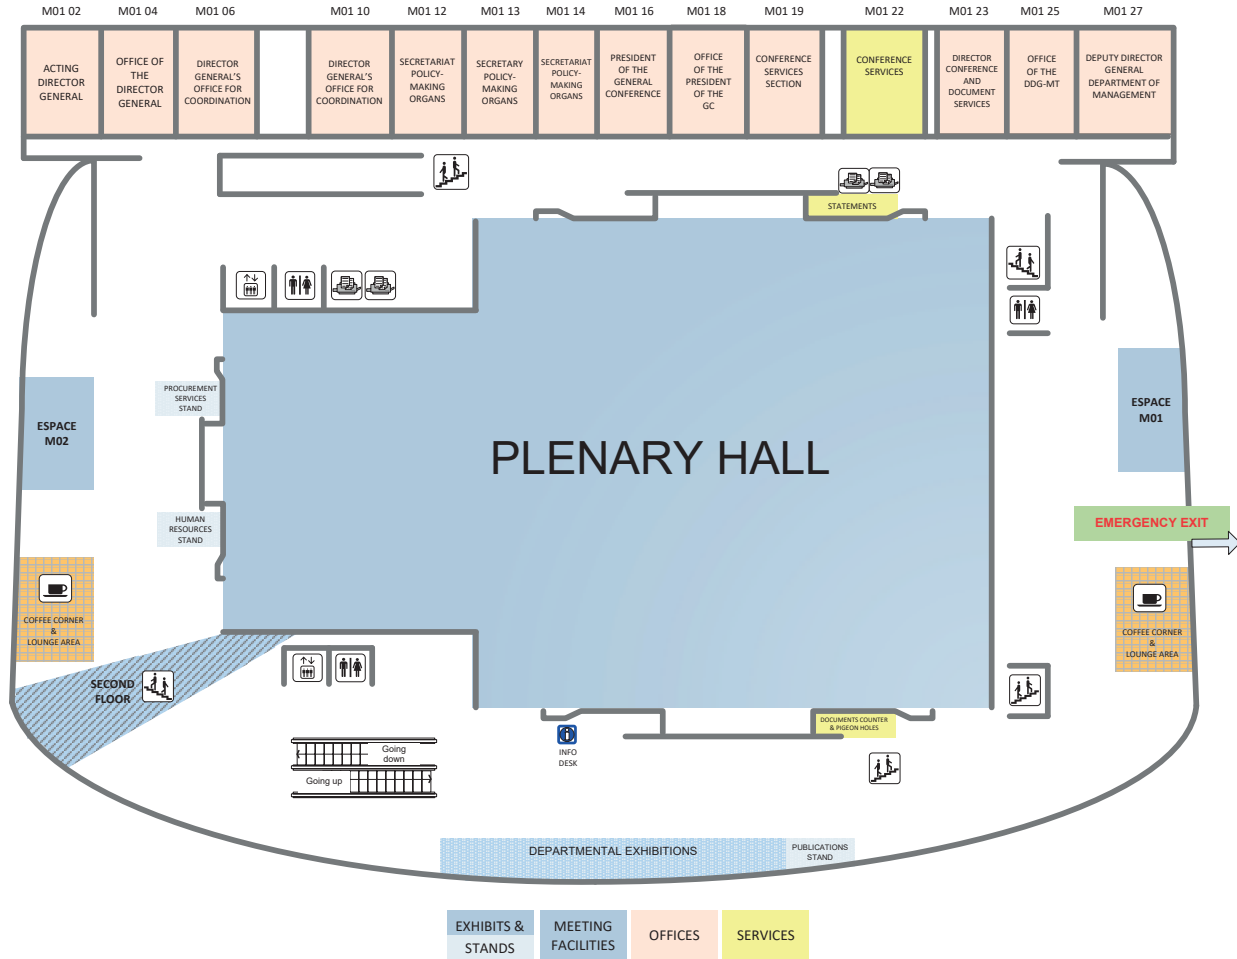 M01 02
M01 04
M01 06
M01 10
M01 12
M01 13
M01 14
M01 16
M01 18
M01 19
M01 22
M01 23
M01 25
M01 27
ACTING
DIRECTOR
GENERAL
OFFICE OF
THE
DIRECTOR
GENERAL
DIRECTOR
GENERAL'S
OFFICE FOR
COORDINATION
DIRECTOR
GENERAL'S
OFFICE FOR
COORDINATION
SECRETARIAT
POLICY-
MAKING
ORGANS
SECRETARY
POLICY-
MAKING
ORGANS
SECRETARIAT
POLICY-
MAKING
ORGANS
PRESIDENT
OF THE
GENERAL
CONFERENCE
OFFICE
OF THE
PRESIDENT
OF THE
GC
CONFERENCE
SERVICES
SECTION
CONFERENCE
SERVICES
DIRECTOR
CONFERENCE
AND
DOCUMENT
SERVICES
OFFICE
OF THE
DDG-MT
DEPUTY DIRECTOR
GENERAL
DEPARTMENT OF
MANAGEMENT
STATEMENTS
PROCUREMENT
SERVICES
STAND
ESPACE
M02
ESPACE
M01
PLENARY HALL
HUMAN
RESOURCES
STAND
EMERGENCY EXIT
COFFEE CORNER
&
LOUNGE AREA
COFFEE CORNER
&
LOUNGE AREA
SECOND
FLOOR
DOCUMENTS COUNTER
& PIGEON HOLES
i
INFO
DESK
Going
down
Going up
DEPARTMENTAL EXHIBITIONS
PUBLICATIONS
STAND
EXHIBITS &
STANDS
MEETING
FACILITIES
OFFICES
SERVICES